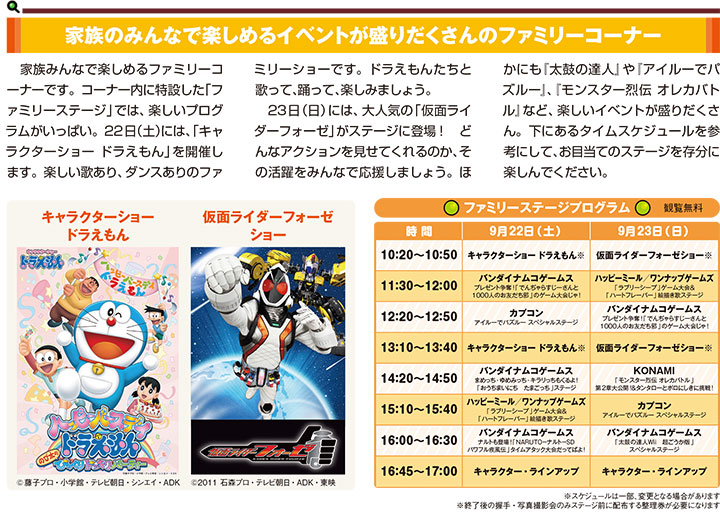 家族のみんなで楽しめるイベントが盛りだくさんのファミリーコーナー
家族みんなで楽しめるファミリーコ
ーナーです。コーナー内に特設した「フ
ァミリーステージ」では、楽しいプログ
ラムがいっぱい。22日(土)には、「キャ
ラクターショー ドラえもん」を開催し
ます。楽しい歌あり、ダンスありのファ
ミリーショーです。ドラえもんたちと
歌って、踊って、楽しみましょう。
23日(日)には、大人気の「仮面ライ
ダーフォーゼ」がステージに登場! ど
んなアクションを見せてくれるのか、そ
の活躍をみんなで応援しましょう。ほ
かにも『太鼓の達人』や『アイルーでパ
ズルー』、『モンスター烈伝 オレカバト
ル』など、楽しいイベントが盛りだくさ
ん。下にあるタイムスケジュールを参
考にして、お目当てのステージを存分に
楽しんでください。
キャラクターショー
ドラえもん
ドラえもん
©藤子プロ・小学館・テレビ朝日・シンエイ・ADK
仮面ライダーフォーゼ
ショー
仮面ライダーフォーゼ
©2011 石森プロ・テレビ朝日・ADK・東映
ファミリーステージプログラム 観覧無料
時間 9月22日(土) 9月23日(日)
10:20〜10:50 キャラクターショー ドラえもん※ 仮面ライダーフォーゼショー※
11:30〜12:00 バンダイナムコゲームス ハッピーミール/ワンナップゲームズ
プレゼント争奪!「でんぢゃらすじーさんと 「ラブリーシープ」ゲーム大会&
1000人のお友だち邪」のゲーム大会じゃ! 「ハートフレーバー」絵描き歌ステージ
12:20〜12:50 カプコン バンダイナムコゲームス
アイルーでパズルー スペシャルステージ プレゼント争奪!「でんぢゃらすじーさんと
1000人のお友だち邪」のゲーム大会じゃ!
13:10〜13:40 キャラクターショー ドラえもん※ 仮面ライダーフォーゼショー※
14:20〜14:50 バンダイナムコゲームス KONAMI
まめっち・ゆめみっち・キラリっちもくるよ! 「モンスター烈伝 オレカバトル」
「おうちまいにち たまごっち」ステージ 第2章大公開!&タンタローとポロにしきに挑戦!
15:10〜15:40 ハッピーミール/ワンナップゲームズ カプコン
「ラブリーシープ」ゲーム大会& アイルーでパズルー スペシャルステージ
「ハートフレーバー」絵描き歌ステージ
16:00〜16:30 バンダイナムコゲームス バンダイナムコゲームス
ナルトも登場!「NARUTO-ナルト-SD 「太鼓の達人Wii 超ごうか版」
パワフル疾風伝」タイムアタック大会だってばよ! スペシャルステージ
16:45〜17:00 キャラクター・ラインアップ キャラクター・ラインアップ
※スケジュールは一部、変更となる場合があります
※終了後の握手・写真撮影会のみステージ前に配布する整理券が必要になります